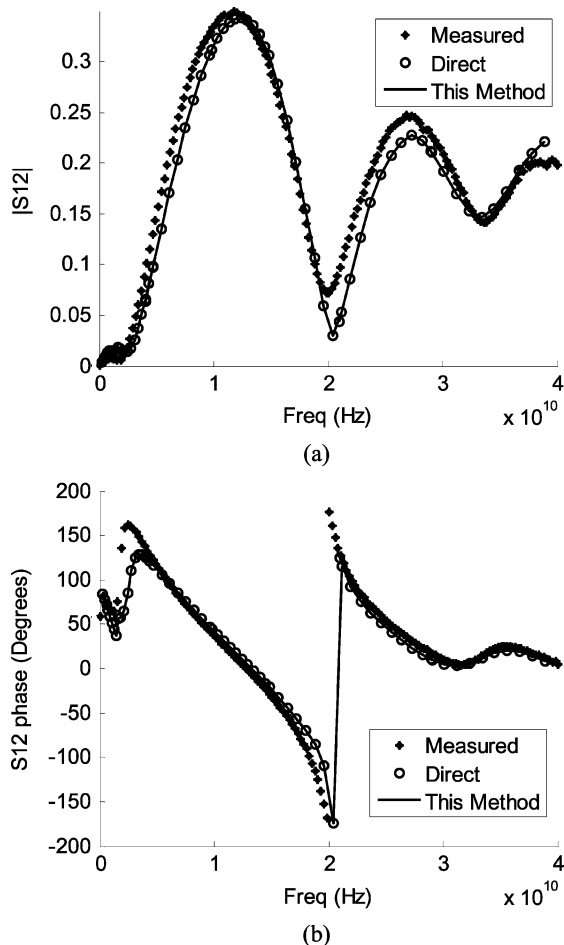 0.3
0.25
0.2
0.15
0.1
0.05
0
|S12|
Measured
Direct
This Method
0 1 2 3 4
Freq (Hz)
x 10^10
(a)
200
150
100
50
0
-50
-100
-150
-200
S12 phase (Degrees)
Measured
Direct
This Method
0 1 2 3 4
Freq (Hz)
x 10^10
(b)